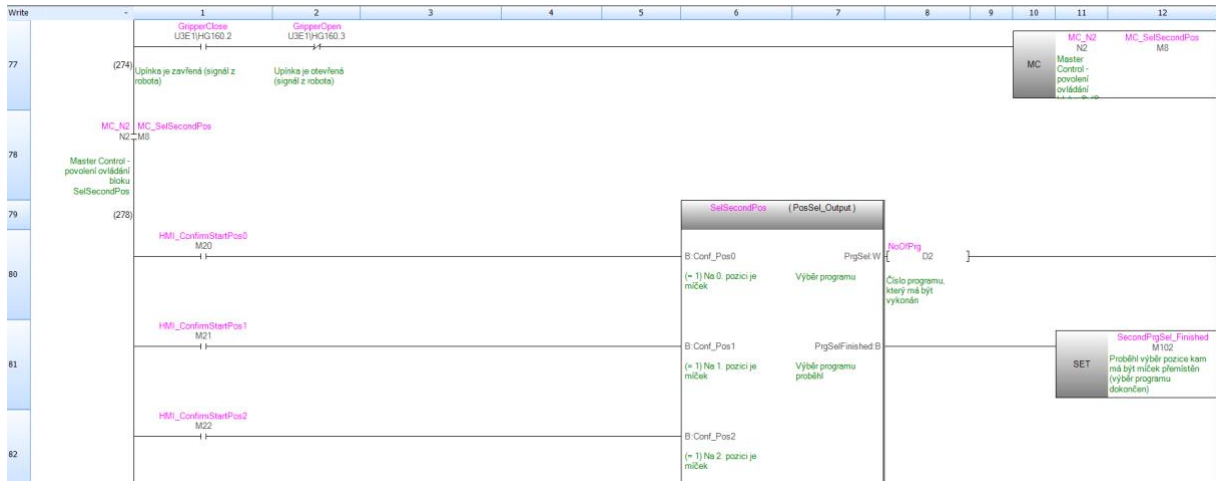 Write
-
1
2
3
4
5
6
7
8
9
10
11
12
77
(274)
GripperClose
U3E1\HG160.2
Upínka je zavřená (signál z
robota)
GripperOpen
U3E1\HG160.3
Upínka je otevřená
(signál z robota)
MC
MC_N2
N2
Master
Control -
povolení
ovládání
MC_SelSecondPos
M8
78
MC_N2
N2
MC_SelSecondPos
M8
Master Control -
povolení ovládání
bloku
SelSecondPos
79
(278)
SelSecondPos
(PosSel_Output)
80
HMI_ConfirmStartPos0
M20
B:Conf_Pos0
(= 1) Na 0. pozici je
míček
PrgSel:W
Výběr programu
NoOfPrg
D2
Číslo programu,
který má být
vykonán
81
HMI_ConfirmStartPos1
M21
B:Conf_Pos1
(= 1) Na 1. pozici je
míček
PrgSelFinished:B
Výběr programu
proběhl
SET
SecondPrgSel_Finished
M102
Proběhl výběr pozice kam
má být míček přemístěn
(výběr programu
dokončen)
82
HMI_ConfirmStartPos2
M22
B:Conf_Pos2
(= 1) Na 2. pozici je
míček